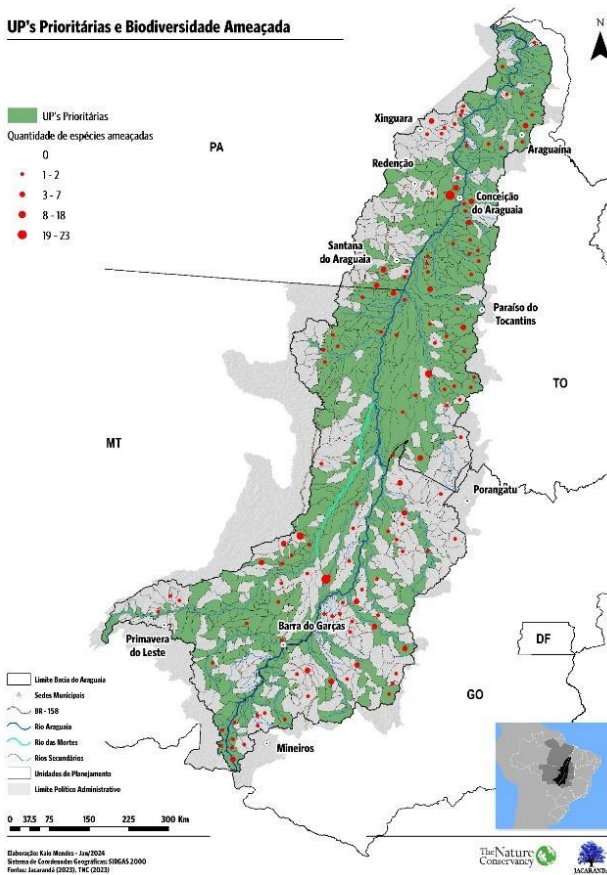 UP's Prioritárias e Biodiversidade Ameaçada
N
UP's Prioritárias
Quantidade de espécies ameaçadas
0
1 - 2
3 - 7
8 - 18
19 - 23
PA
Xinguara
Araguaína
Redenção
Conceição
do Araguaia
Santana
do Araguaia
Paraíso do
Tocantins
TO
MT
Porangatu
Barra do Garças
Primavera
do Leste
DF
GO
Mineiros
Limite Bacia do Araguaia
Sedes Municipais
BR - 158
Rio Araguaia
Rio das Mortes
Rios Secundários
Unidades de Planejamento
Limite Político Administrativo
0 37.5 75 150 225 300 Km
Elaboração: Kaio Mendes - Jan/2024
Sistema de Coordenadas Geográficas: SIRGAS 2000
Fontes: Jacarandá (2023), TNC (2023)
The Nature
Conservancy
JACARANDÁ